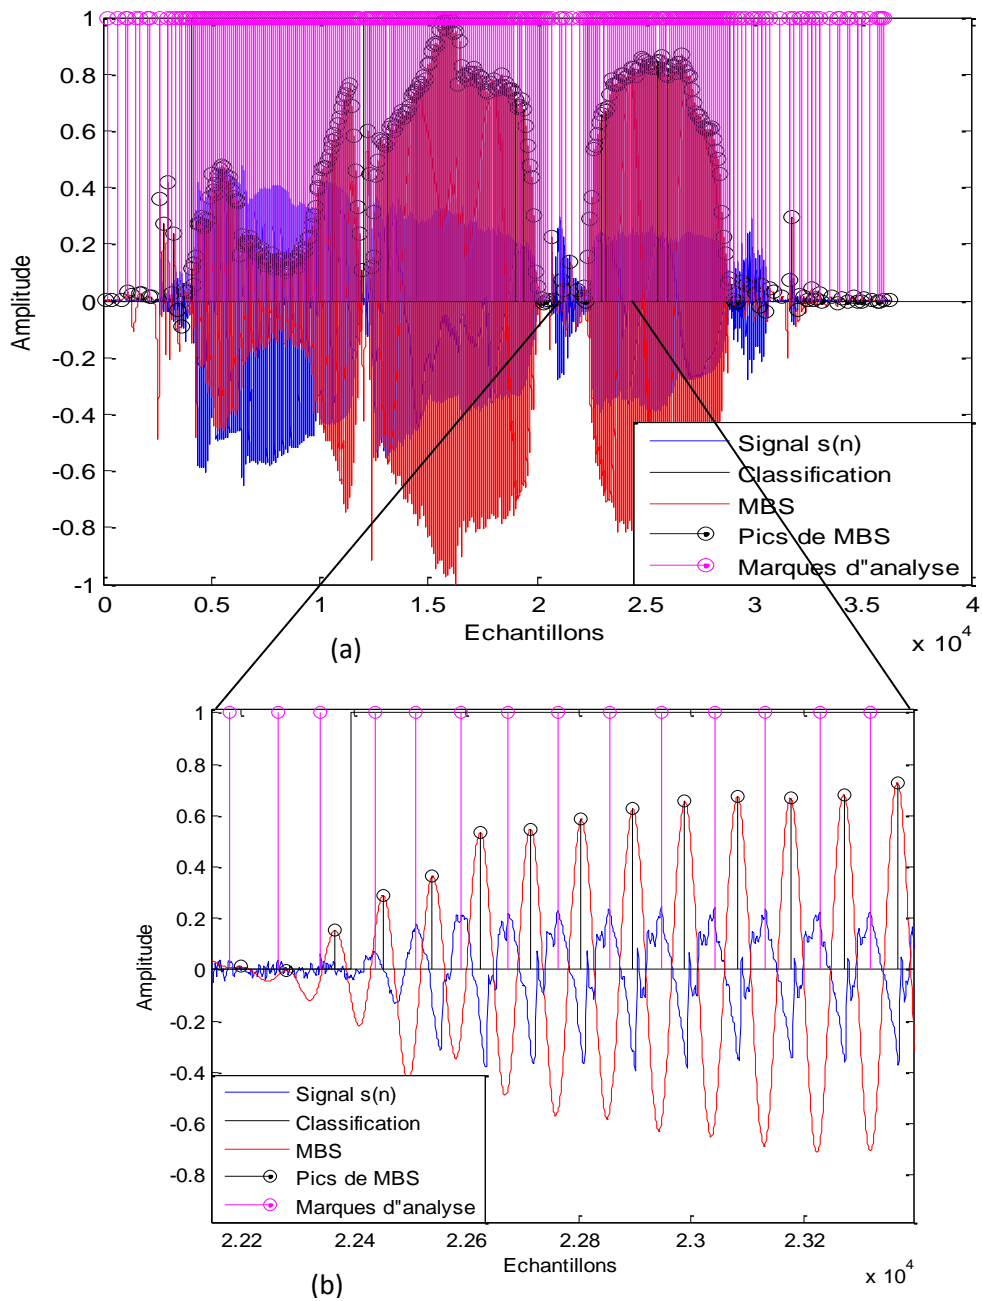 1
0.8
0.6
0.4
0.2
0
-0.2
-0.4
-0.6
-0.8
-1
Amplitude
Signal s(n)
Classification
MBS
Pics de MBS
Marques d"analyse
0 0.5 1 1.5 2 2.5 3 3.5 4
Echantillons
x 10^4
(a)
1
0.8
0.6
0.4
0.2
0
-0.2
-0.4
-0.6
-0.8
Amplitude
Signal s(n)
Classification
MBS
Pics de MBS
Marques d"analyse
2.22 2.24 2.26 2.28 2.3 2.32
Echantillons
x 10^4
(b)